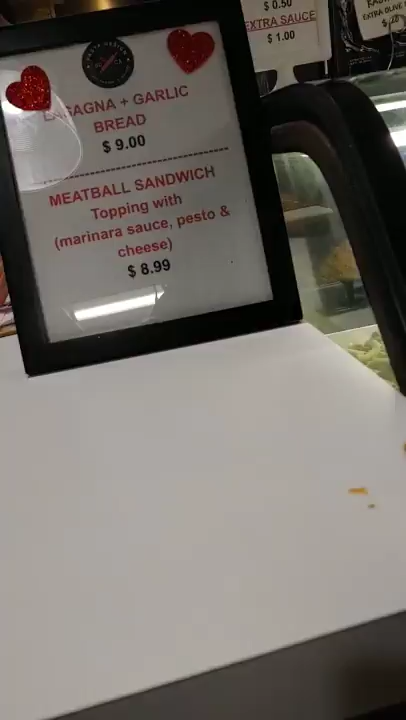 LASAGNA + GARLIC
BREAD
$ 9.00
MEATBALL SANDWICH
Topping with
(marinara sauce, pesto &
cheese)
$ 8.99
$ 0.50
EXTRA SAUCE
$ 1.00
EXTRA OLIVE